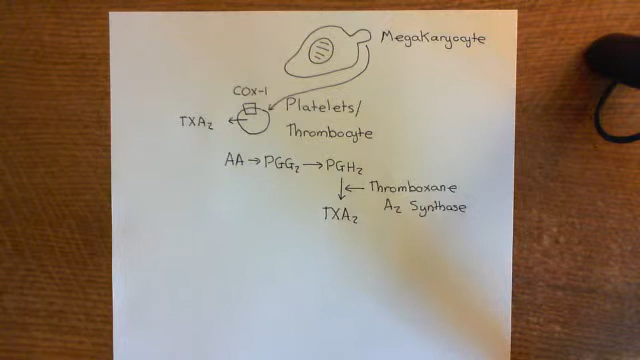 Megakaryocyte
COX-1
TXA₂
Platelets/
Thrombocyte
AA → PGG₂ → PGH₂
Thromboxane
A₂ Synthase
TXA₂